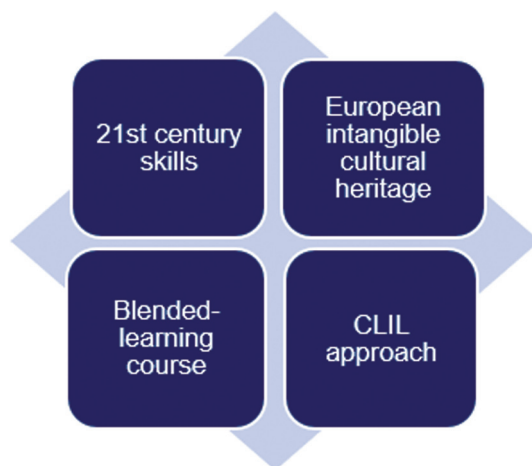 21st century
skills
European
intangible
cultural
heritage
Blended-
learning
course
CLIL
approach